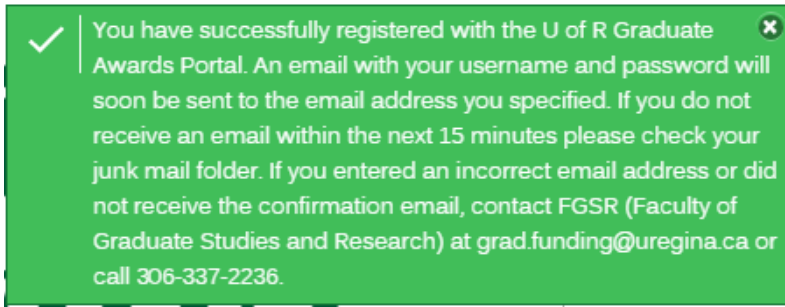 You have successfully registered with the U of R Graduate
Awards Portal. An email with your username and password will
soon be sent to the email address you specified. If you do not
receive an email within the next 15 minutes please check your
junk mail folder. If you entered an incorrect email address or did
not receive the confirmation email, contact FGSR (Faculty of
Graduate Studies and Research) at grad.funding@uregina.ca or
call 306-337-2236.